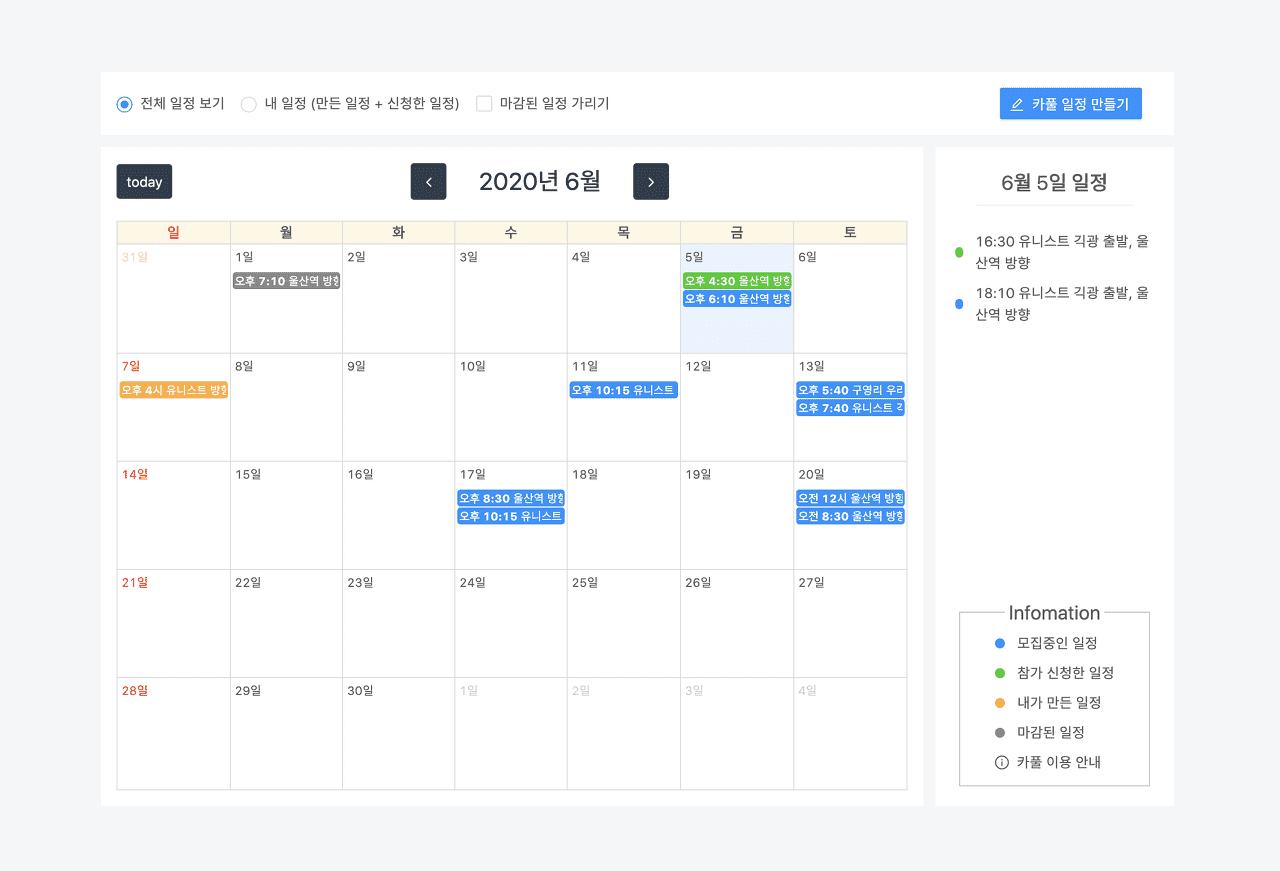 전체 일정 보기 내 일정 (만든 일정 + 신청한 일정) 마감된 일정 가리기 카풀 일정 만들기
today 2020년 6월
일 월 화 수 목 금 토
31일 1일 2일 3일 4일 5일 6일
오후 7:10 울산역 방향 오후 4:30 울산역 방향
오후 6:10 울산역 방향
7일 8일 9일 10일 11일 12일 13일
오후 4시 유니스트 방향 오후 10:15 유니스트 오후 5:40 구영리 우리
오후 7:40 유니스트
14일 15일 16일 17일 18일 19일 20일
오후 8:30 울산역 방향 오전 12시 울산역 방향
오후 10:15 유니스트 오전 8:30 울산역 방향
21일 22일 23일 24일 25일 26일 27일
28일 29일 30일 1일 2일 3일 4일
6월 5일 일정
16:30 유니스트 긱광 출발, 울
산역 방향
18:10 유니스트 긱광 출발, 울
산역 방향
Infomation
모집중인 일정
참가 신청한 일정
내가 만든 일정
마감된 일정
카풀 이용 안내